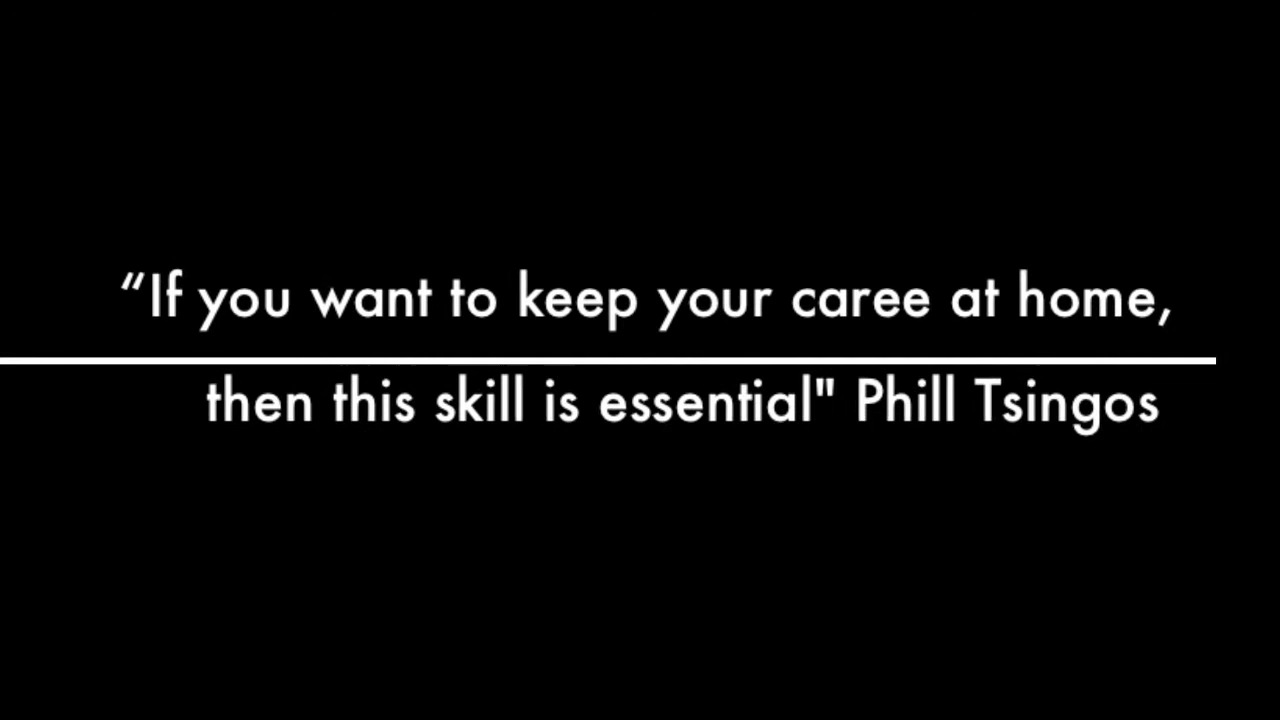 “If you want to keep your caree at home,
then this skill is essential" Phill Tsingos